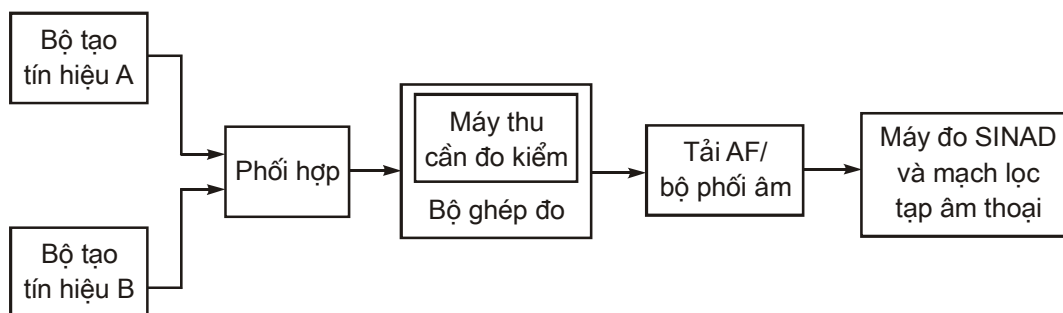 Bộ tạo
tín hiệu A
Bộ tạo
tín hiệu B
Phối hợp
Máy thu
cần đo kiểm
Bộ ghép đo
Tải AF/
bộ phối âm
Máy đo SINAD
và mạch lọc
tạp âm thoại